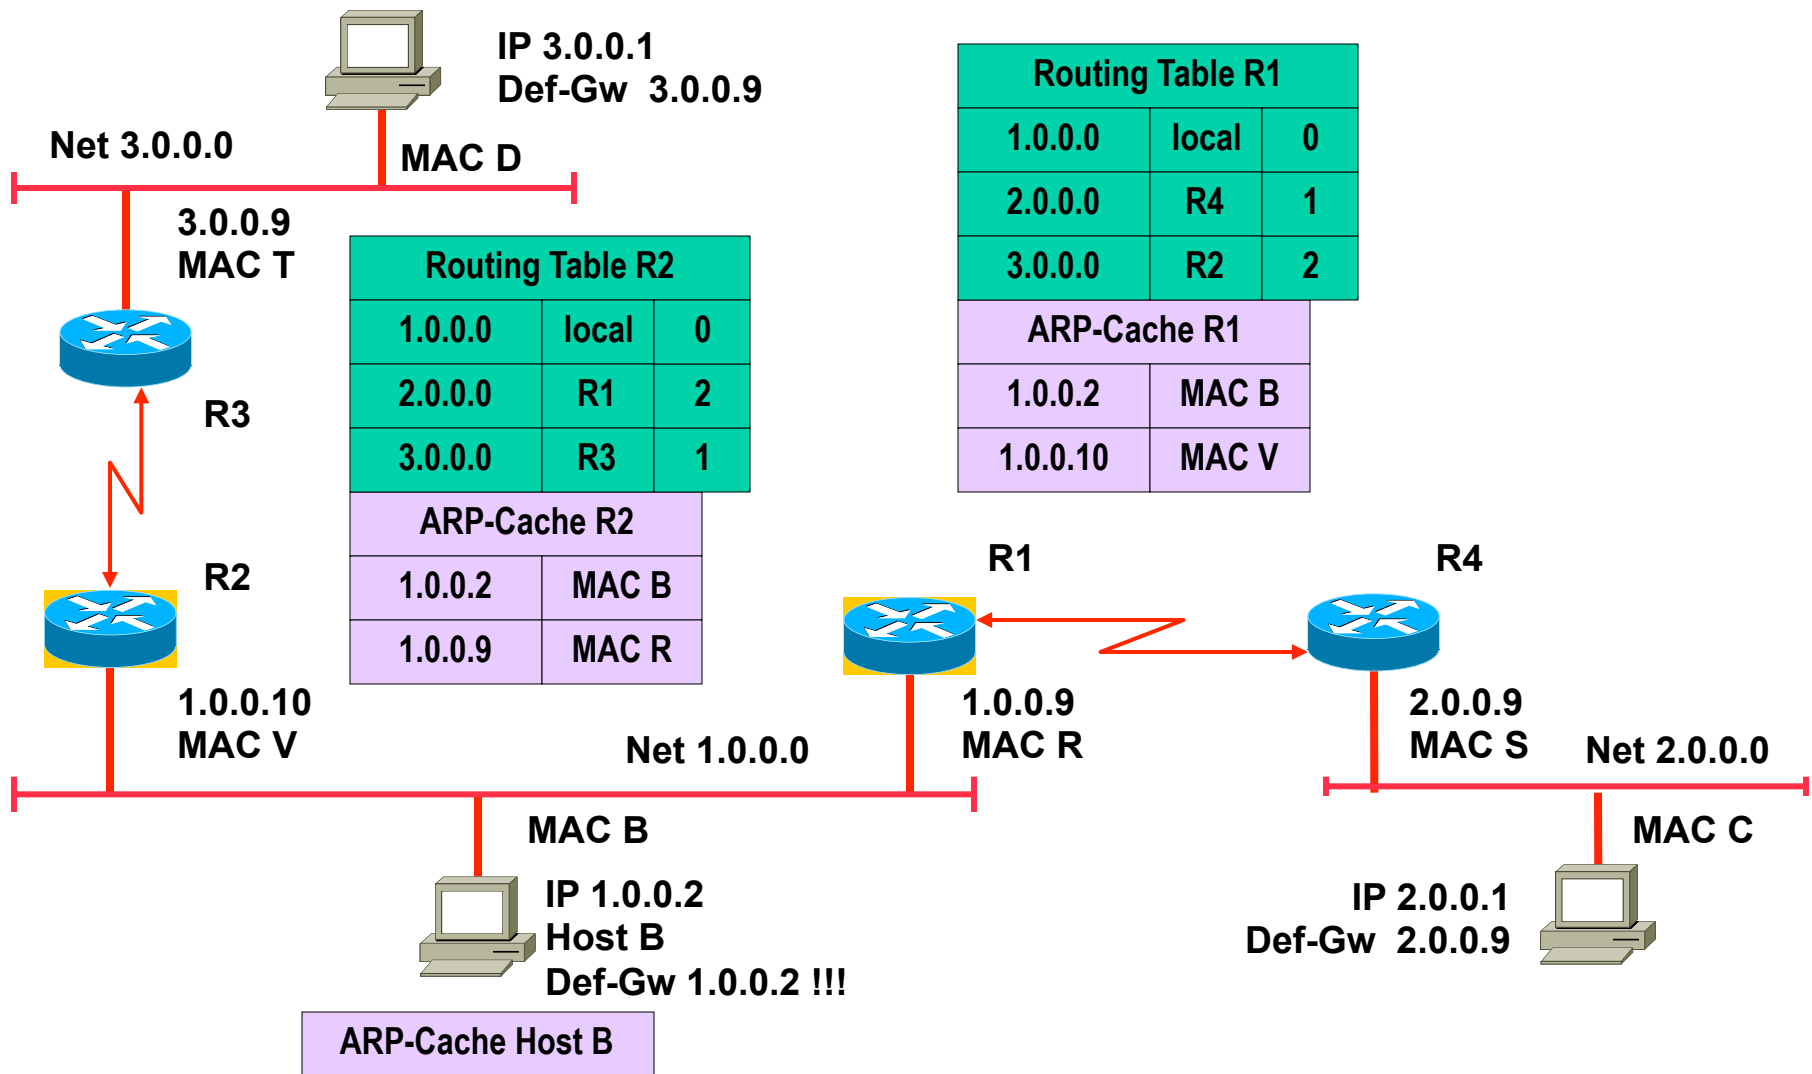 IP 3.0.0.1
Def-Gw 3.0.0.9
Net 3.0.0.0
MAC D
3.0.0.9
MAC T
R3
R2
1.0.0.10
MAC V
Routing Table R2
1.0.0.0 local 0
2.0.0.0 R1 2
3.0.0.0 R3 1
ARP-Cache R2
1.0.0.2 MAC B
1.0.0.9 MAC R
Routing Table R1
1.0.0.0 local 0
2.0.0.0 R4 1
3.0.0.0 R2 2
ARP-Cache R1
1.0.0.2 MAC B
1.0.0.10 MAC V
R1
R4
1.0.0.9
MAC R
2.0.0.9
MAC S
Net 1.0.0.0
Net 2.0.0.0
MAC B
MAC C
IP 1.0.0.2
Host B
Def-Gw 1.0.0.2 !!!
IP 2.0.0.1
Def-Gw 2.0.0.9
ARP-Cache Host B